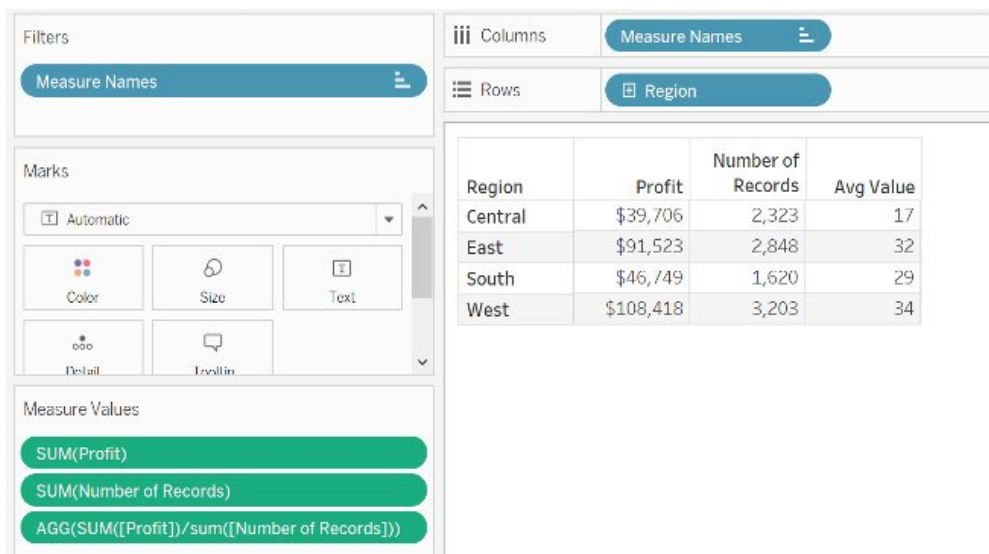 Filters
Measure Names
Marks
Automatic
Color Size Text
Detail Tooltip
Measure Values
SUM(Profit)
SUM(Number of Records)
AGG(SUM([Profit])/sum([Number of Records]))
Columns Measure Names
Rows Region
Region Profit Number of Records Avg Value
Central $39,706 2,323 17
East $91,523 2,848 32
South $46,749 1,620 29
West $108,418 3,203 34